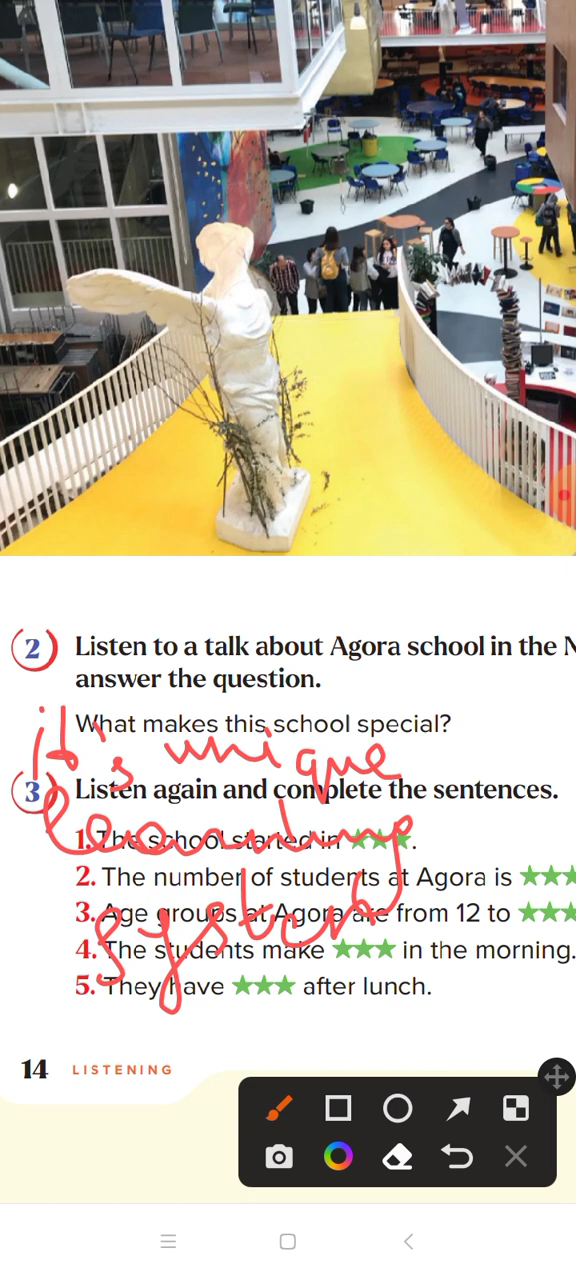 2 Listen to a talk about Agora school in the N
answer the question.
What makes this school special?
it's unique
3 Listen again and complete the sentences.
learning
1. The school started in ★★★.
2. The number of students at Agora is ★★★
3. Age groups at Agora are from 12 to ★★★
system
4. The students make ★★★ in the morning.
5. They have ★★★ after lunch.
14 LISTENING